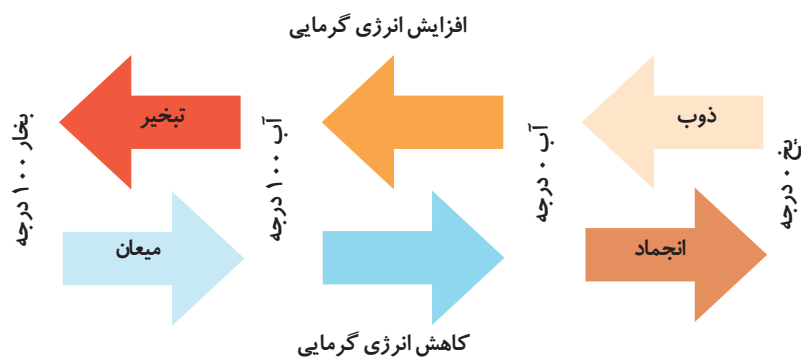 افزایش انرژی گرمایی
یخ ۰ درجه
ذوب
آب ۰ درجه
آب ۱۰۰ درجه
تبخیر
بخار ۱۰۰ درجه
انجماد
میعان
کاهش انرژی گرمایی